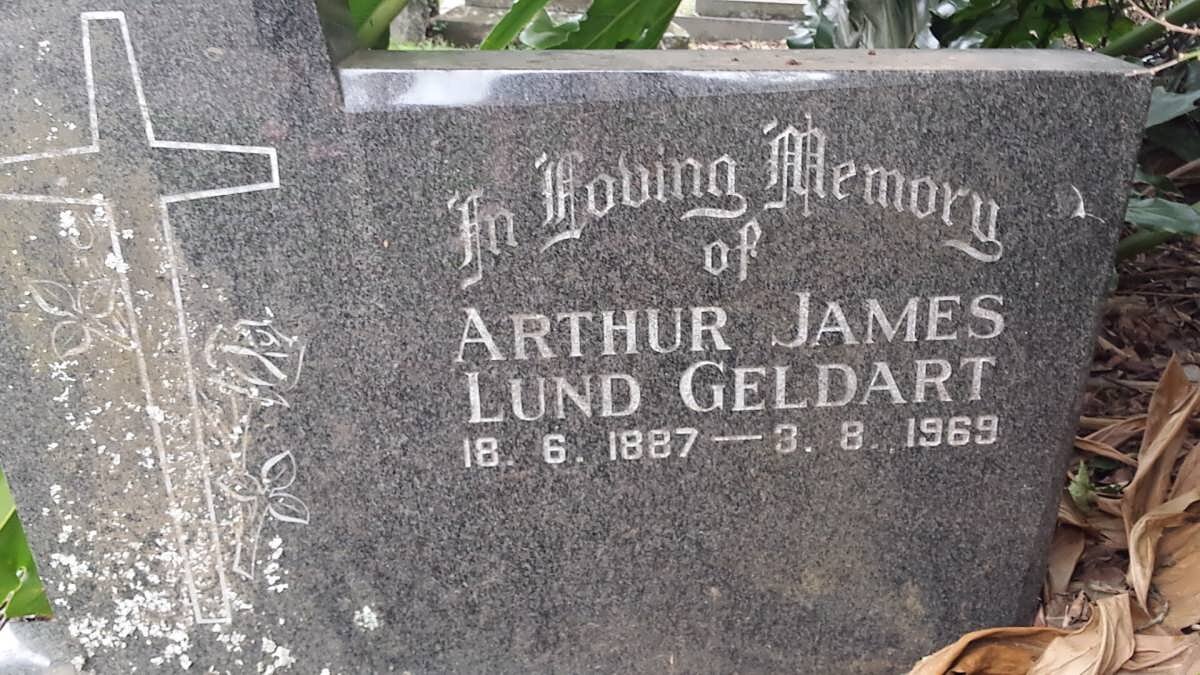 In Loving Memory
of
ARTHUR JAMES
LUND GELDART
18. 6. 1887 — 3. 8. 1969